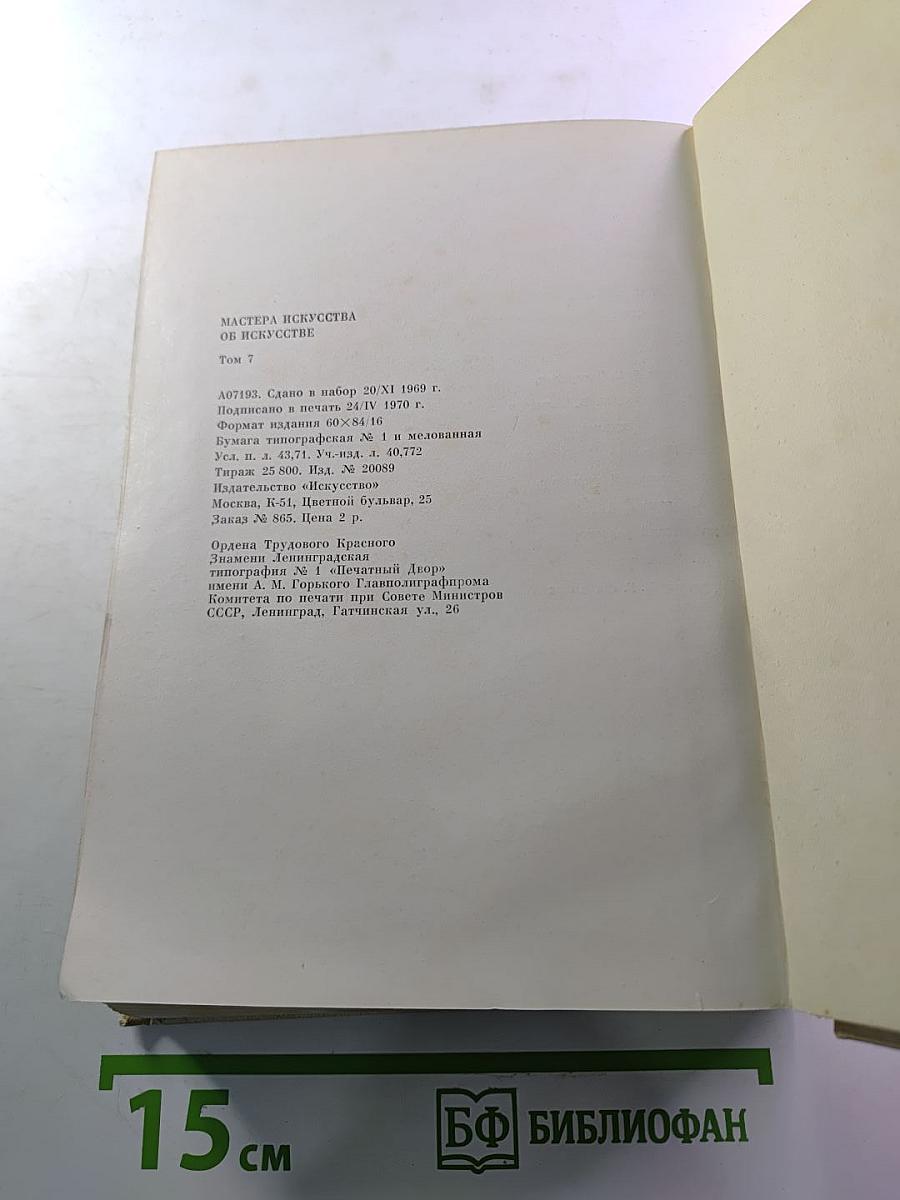 МАСТЕРА ИСКУССТВА
ОБ ИСКУССТВЕ
Том 7
А07193. Сдано в набор 20/XI 1969 г.
Подписано в печать 24/IV 1970 г.
Формат издания 60×84/16
Бумага типографская № 1 и мелованная
Усл. п. л. 43,71. Уч.-изд. л. 40,772
Тираж 25 800. Изд. № 20089
Издательство «Искусство»
Москва, К-51, Цветной бульвар, 25
Заказ № 865. Цена 2 р.
Ордена Трудового Красного
Знамени Ленинградская
типография № 1 «Печатный Двор»
имени А. М. Горького Главполиграфпрома
Комитета по печати при Совете Министров
СССР, Ленинград, Гатчинская ул., 26
15 см
БФ БИБЛИОФАН